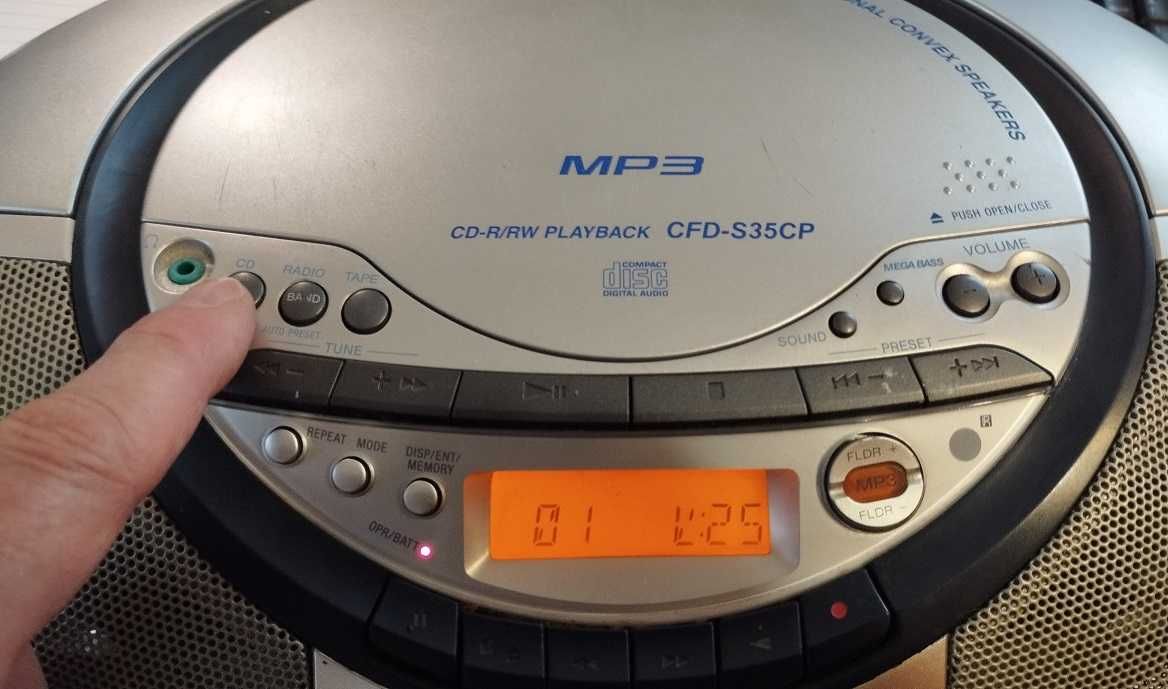 NAL CONVEX SPEAKERS
MP3
CD-R/RW PLAYBACK CFD-S35CP
PUSH OPEN/CLOSE
COMPACT
disc
DIGITAL AUDIO
VOLUME
- +
MEGA BASS
CD
RADIO
BAND
TAPE
AUTO PRESET
TUNE
SOUND
PRESET
- +
- +
REPEAT
MODE
DISP/ENT/
MEMORY
OPR/BATT
FLDR +
MP3
FLDR -
R
01